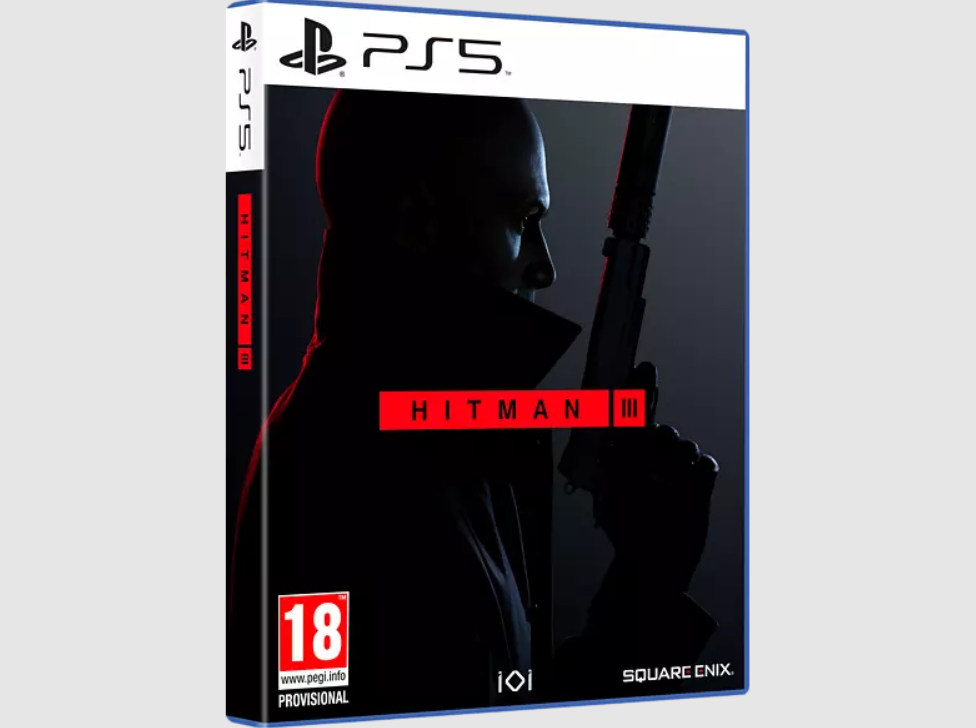 PS5
PS5
HITMAN III
HITMAN III
18
www.pegi.info
PROVISIONAL
iOi
SQUARE ENIX